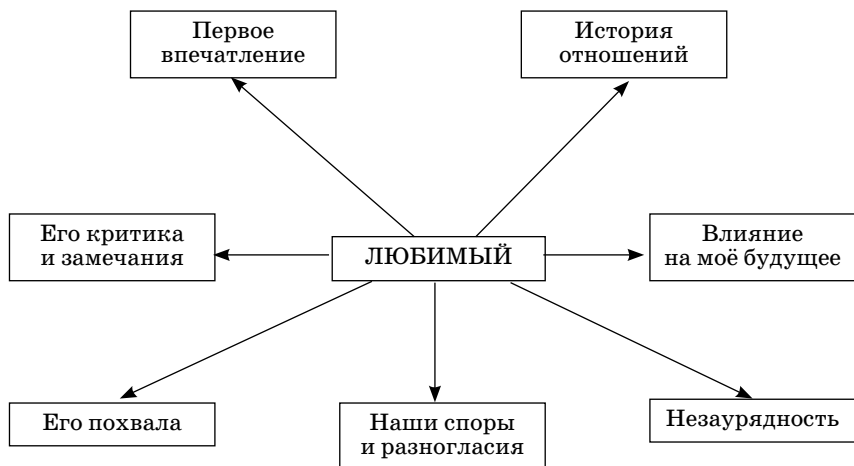 Первое
впечатление
История
отношений
Его критика
и замечания
ЛЮБИМЫЙ
Влияние
на моё будущее
Его похвала
Наши споры
и разногласия
Незаурядность